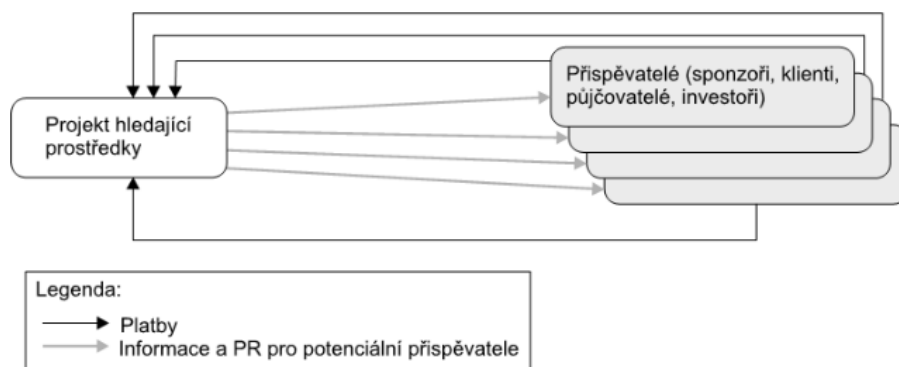 Přispěvatelé (sponzoři, klienti,
půjčovatelé, investoři)
Projekt hledající
prostředky
Legenda:
Platby
Informace a PR pro potenciální přispěvatele